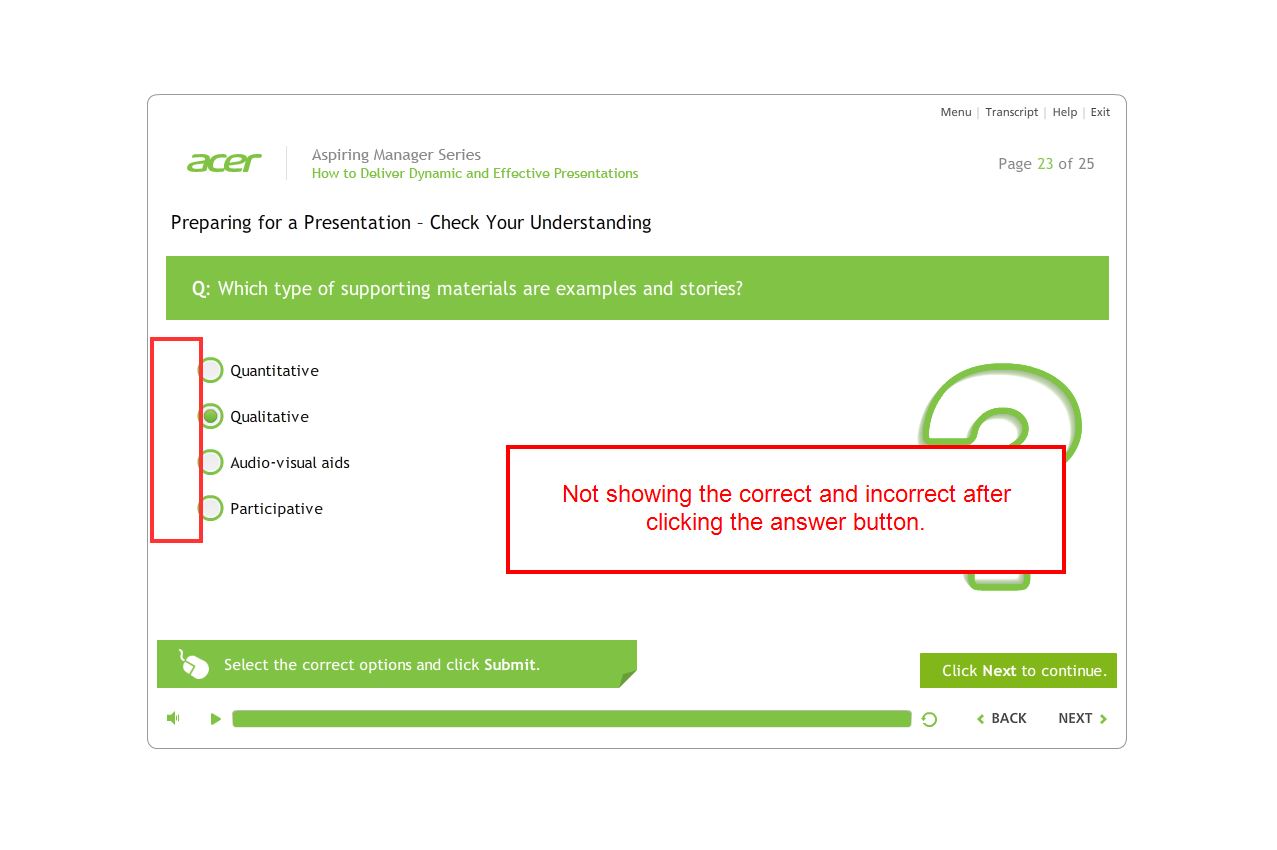 Menu | Transcript | Help | Exit
acer
Aspiring Manager Series
How to Deliver Dynamic and Effective Presentations
Page 23 of 25
Preparing for a Presentation – Check Your Understanding
Q: Which type of supporting materials are examples and stories?
Quantitative
Qualitative
Audio-visual aids
Participative
Not showing the correct and incorrect after
clicking the answer button.
Select the correct options and click Submit.
Click Next to continue.
BACK
NEXT